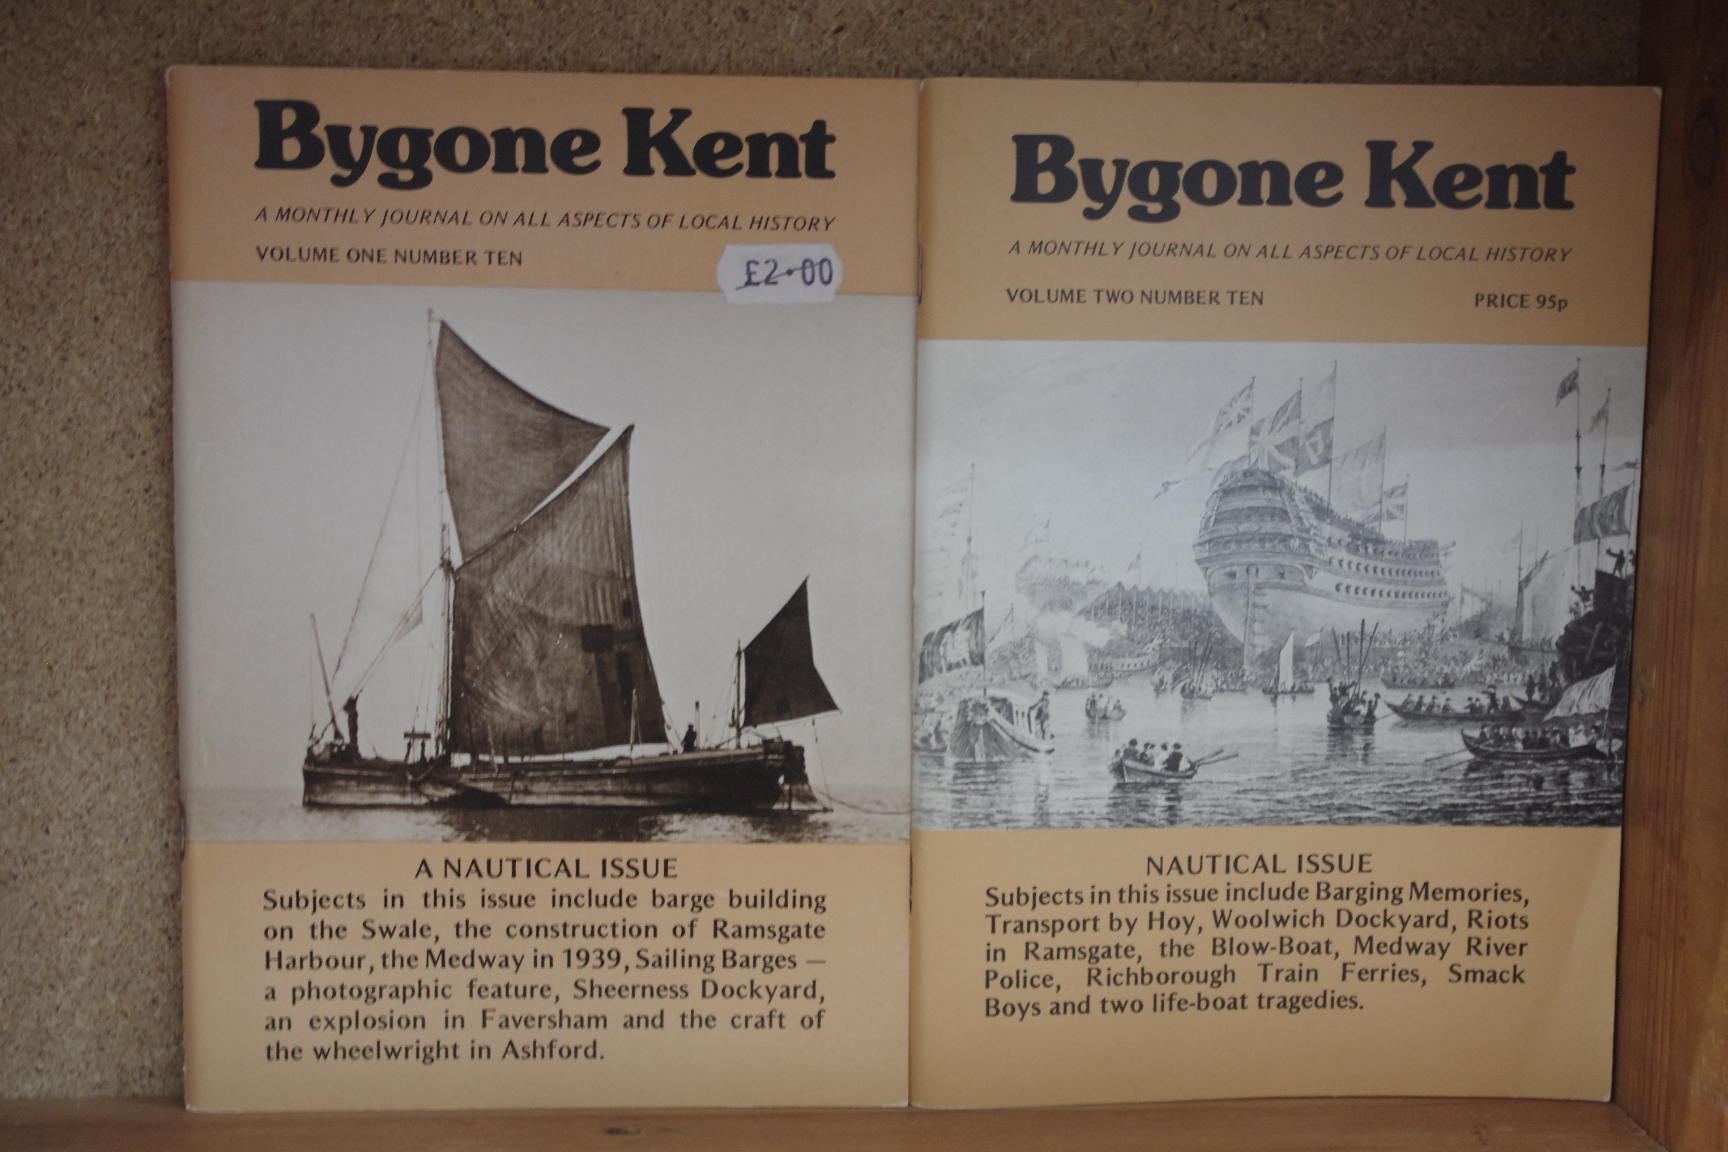 Bygone Kent
A MONTHLY JOURNAL ON ALL ASPECTS OF LOCAL HISTORY
VOLUME ONE NUMBER TEN
£2·00
A NAUTICAL ISSUE
Subjects in this issue include barge building
on the Swale, the construction of Ramsgate
Harbour, the Medway in 1939, Sailing Barges —
a photographic feature, Sheerness Dockyard,
an explosion in Faversham and the craft of
the wheelwright in Ashford.
Bygone Kent
A MONTHLY JOURNAL ON ALL ASPECTS OF LOCAL HISTORY
VOLUME TWO NUMBER TEN PRICE 95p
NAUTICAL ISSUE
Subjects in this issue include Barging Memories,
Transport by Hoy, Woolwich Dockyard, Riots
in Ramsgate, the Blow-Boat, Medway River
Police, Richborough Train Ferries, Smack
Boys and two life-boat tragedies.